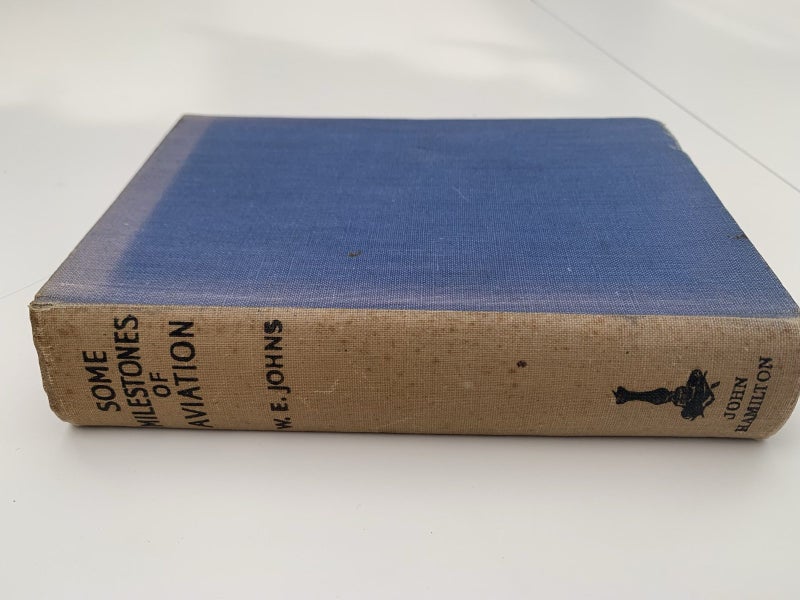 SOME
MILESTONES
OF
AVIATION
W. E. JOHNS
JOHN
HAMILTON